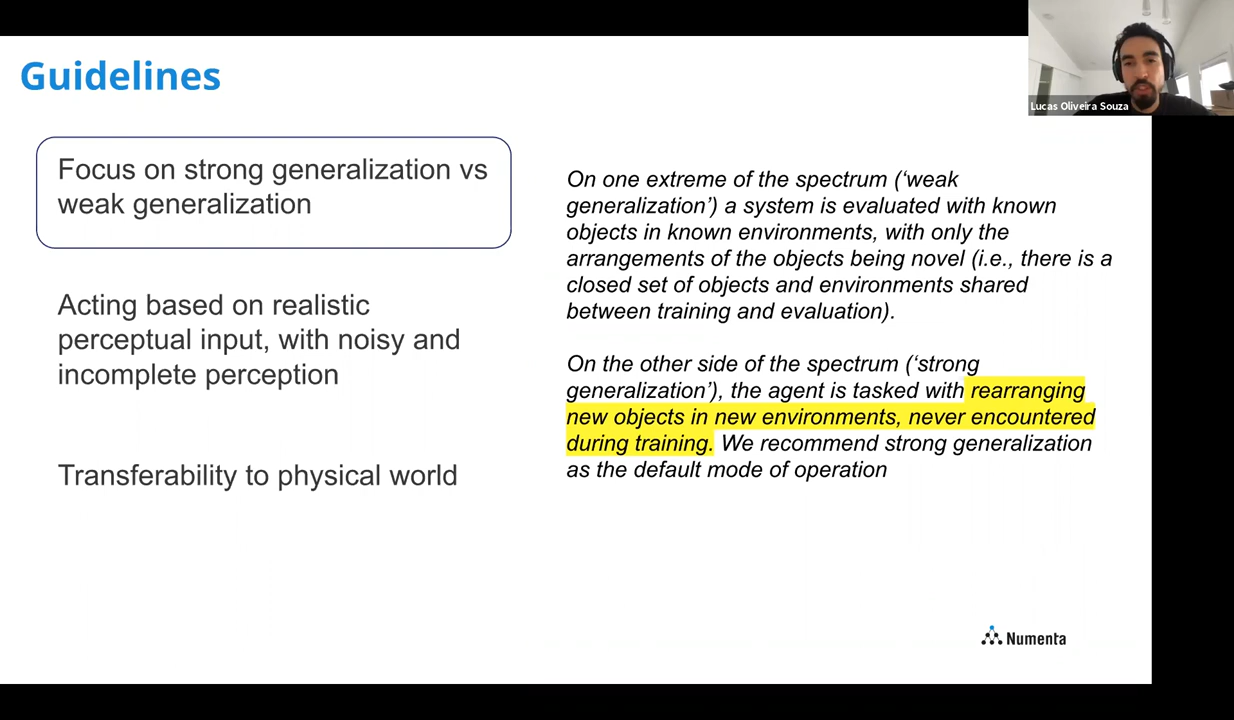 Guidelines
Lucas Oliveira Souza
Focus on strong generalization vs
weak generalization
Acting based on realistic
perceptual input, with noisy and
incomplete perception
Transferability to physical world
On one extreme of the spectrum (‘weak
generalization’) a system is evaluated with known
objects in known environments, with only the
arrangements of the objects being novel (i.e., there is a
closed set of objects and environments shared
between training and evaluation).
On the other side of the spectrum (‘strong
generalization’), the agent is tasked with rearranging
new objects in new environments, never encountered
during training. We recommend strong generalization
as the default mode of operation
Numenta